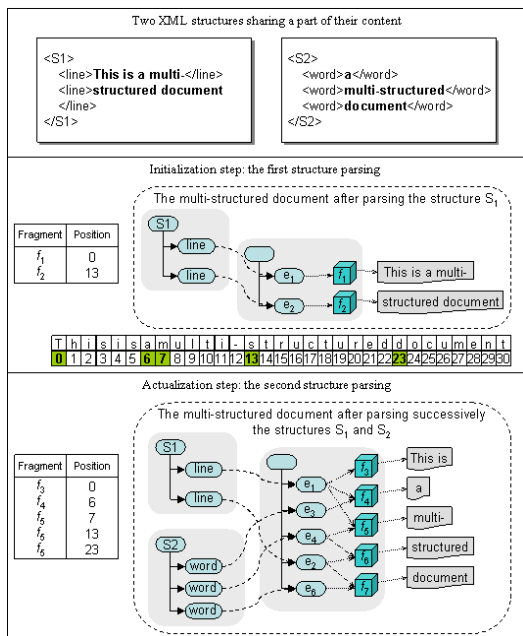 Two XML structures sharing a part of their content
<S1>
<line>This is a multi-</line>
<line>structured document
</line>
</S1>
<S2>
<word>a</word>
<word>multi-structured</word>
<word>document</word>
</S2>
Initialization step: the first structure parsing
The multi-structured document after parsing the structure S1
Fragment Position
f1 0
f2 13
S1
line
line
e1
e2
f1
f2
This is a multi-
structured document
T h i s i s a m u l t i - s t r u c t u r e d d o c u m e n t
0 1 2 3 4 5 6 7 8 9 10 11 12 13 14 15 16 17 18 19 20 21 22 23 24 25 26 27 28 29 30
Actualization step: the second structure parsing
The multi-structured document after parsing successively
the structures S1 and S2
Fragment Position
f3 0
f4 6
f5 7
f5 13
f5 23
S1
line
line
S2
word
word
word
e1
e3
e4
e2
e6
f3
f4
f5
f6
f7
This is
a
multi-
structured
document